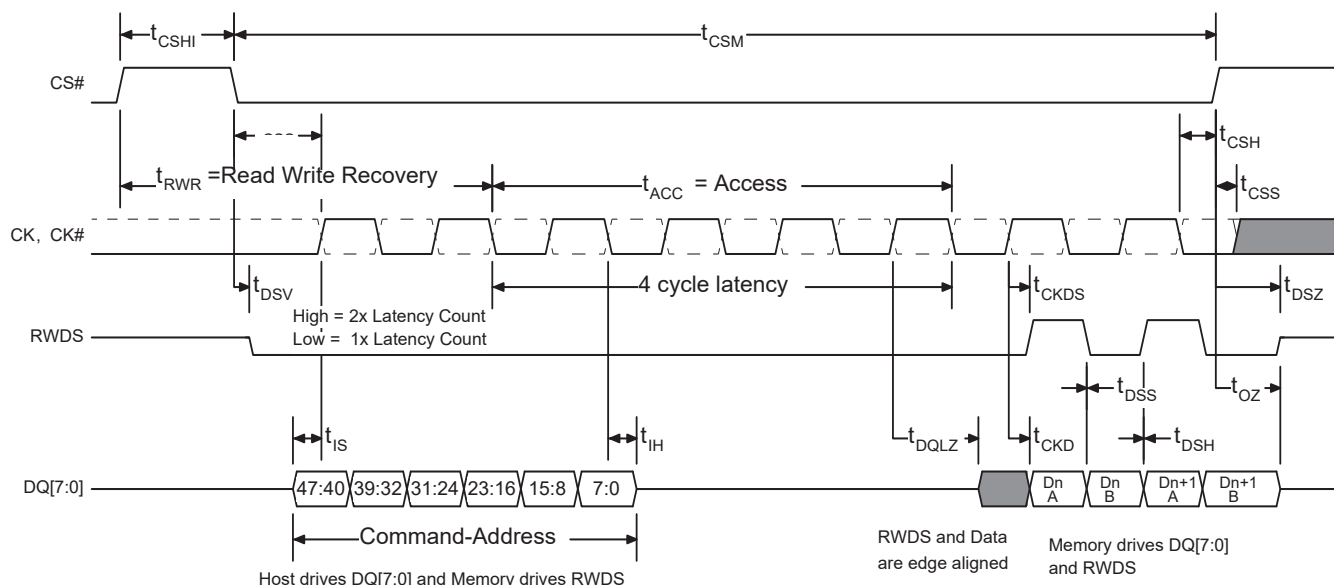 tCSHI
tCSM
CS#
tCSH
tRWR =Read Write Recovery
tACC = Access
tCSS
CK, CK#
tDSV
4 cycle latency
tCKDS
tDSZ
High = 2x Latency Count
Low = 1x Latency Count
RWDS
tDSS
tOZ
tIS
tIH
tDQLZ
tCKD
tDSH
DQ[7:0]
47:40 39:32 31:24 23:16 15:8 7:0
Dn A
Dn B
Dn+1 A
Dn+1 B
Command-Address
RWDS and Data
are edge aligned
Memory drives DQ[7:0]
and RWDS
Host drives DQ[7:0] and Memory drives RWDS